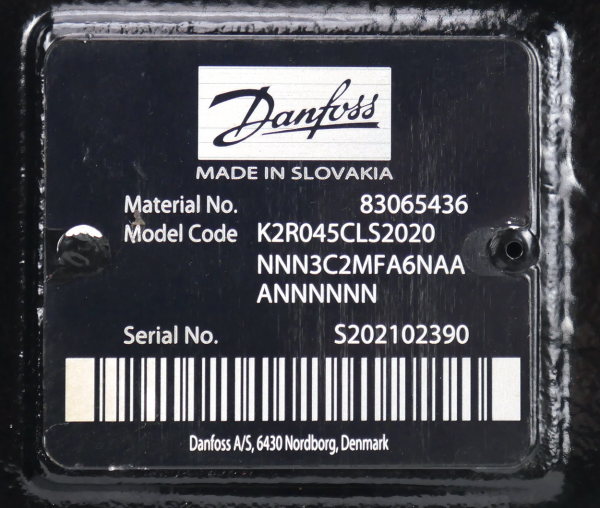 Danfoss
MADE IN SLOVAKIA
Material No. 83065436
Model Code K2R045CLS2020
NNN3C2MFA6NAA
ANNNNNN
Serial No. S202102390
Danfoss A/S, 6430 Nordborg, Denmark